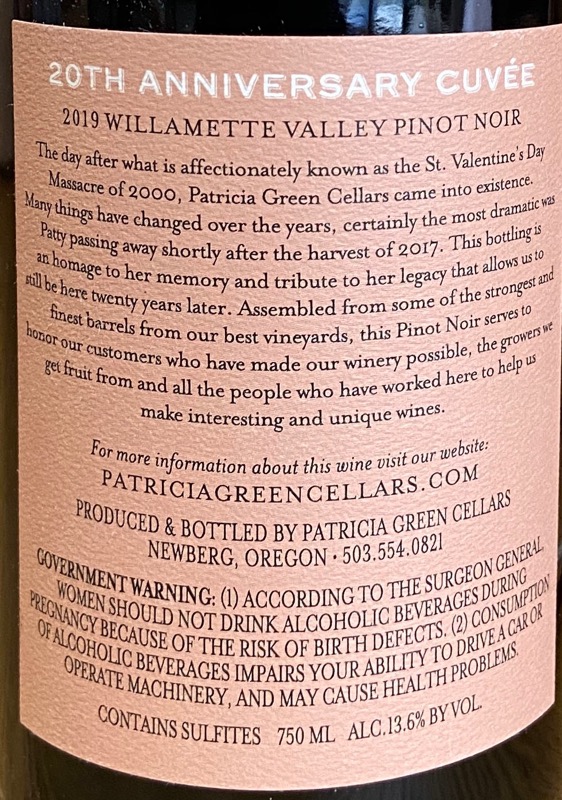 20TH ANNIVERSARY CUVÉE
2019 WILLAMETTE VALLEY PINOT NOIR
The day after what is affectionately known as the St. Valentine's Day
Massacre of 2000, Patricia Green Cellars came into existence.
Many things have changed over the years, certainly the most dramatic was
Patty passing away shortly after the harvest of 2017. This bottling is
an homage to her memory and tribute to her legacy that allows us to
still be here twenty years later. Assembled from some of the strongest and
finest barrels from our best vineyards, this Pinot Noir serves to
honor our customers who have made our winery possible, the growers we
get fruit from and all the people who have worked here to help us
make interesting and unique wines.
For more information about this wine visit our website:
PATRICIAGREENCELLARS.COM
PRODUCED & BOTTLED BY PATRICIA GREEN CELLARS
NEWBERG, OREGON · 503.554.0821
GOVERNMENT WARNING: (1) ACCORDING TO THE SURGEON GENERAL,
WOMEN SHOULD NOT DRINK ALCOHOLIC BEVERAGES DURING
PREGNANCY BECAUSE OF THE RISK OF BIRTH DEFECTS. (2) CONSUMPTION
OF ALCOHOLIC BEVERAGES IMPAIRS YOUR ABILITY TO DRIVE A CAR OR
OPERATE MACHINERY, AND MAY CAUSE HEALTH PROBLEMS.
CONTAINS SULFITES 750 ML ALC.13.6% BY VOL.